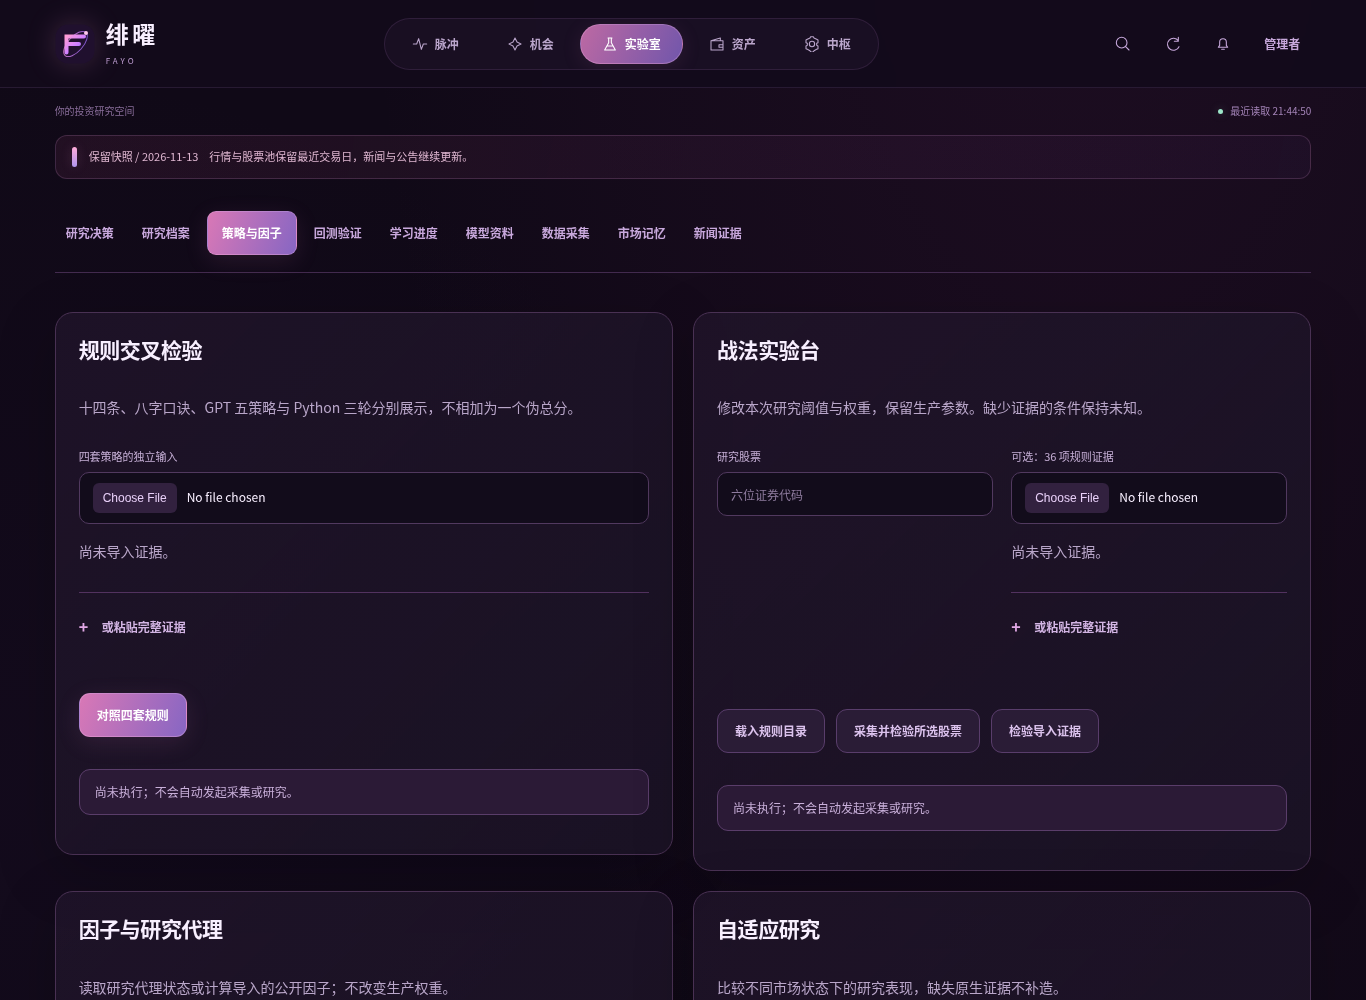 绯曜
FAYO
脉冲
机会
实验室
资产
中枢
管理者
你的投资研究空间
最近读取 21:44:50
保留快照 / 2026-11-13 行情与股票池保留最近交易日，新闻与公告继续更新。
研究决策
研究档案
策略与因子
回测验证
学习进度
模型资料
数据采集
市场记忆
新闻证据
规则交叉检验
十四条、八字口诀、GPT 五策略与 Python 三轮分别展示，不相加为一个伪总分。
四套策略的独立输入
Choose File No file chosen
尚未导入证据。
+ 或粘贴完整证据
对照四套规则
尚未执行；不会自动发起采集或研究。
战法实验台
修改本次研究阈值与权重，保留生产参数。缺少证据的条件保持未知。
研究股票
六位证券代码
可选：36 项规则证据
Choose File No file chosen
尚未导入证据。
+ 或粘贴完整证据
载入规则目录
采集并检验所选股票
检验导入证据
尚未执行；不会自动发起采集或研究。
因子与研究代理
读取研究代理状态或计算导入的公开因子；不改变生产权重。
自适应研究
比较不同市场状态下的研究表现，缺失原生证据不补造。